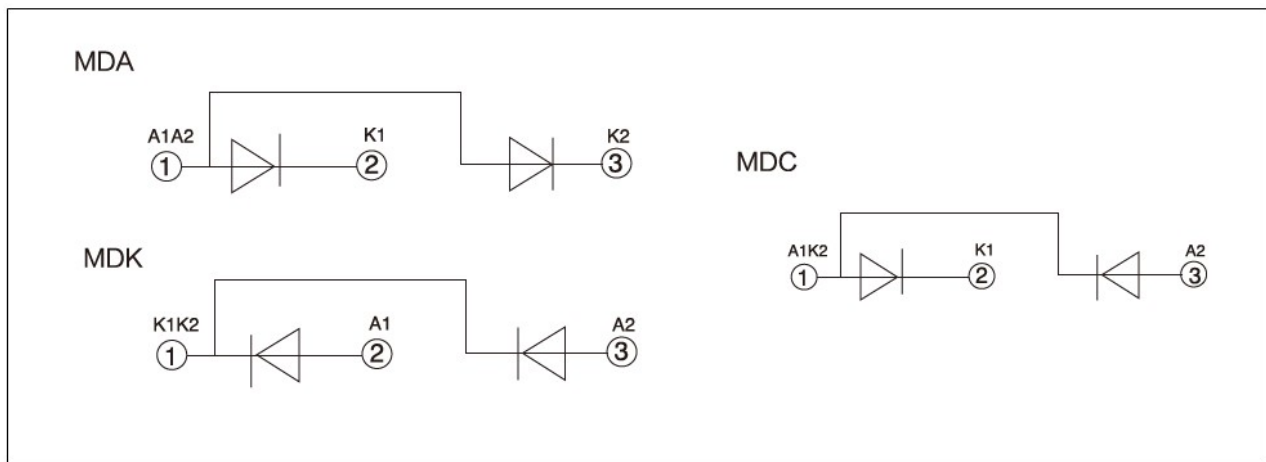 MDA
A1A2 K1 K2
1 2 3
MDK
K1K2 A1 A2
1 2 3
MDC
A1K2 K1 A2
1 2 3